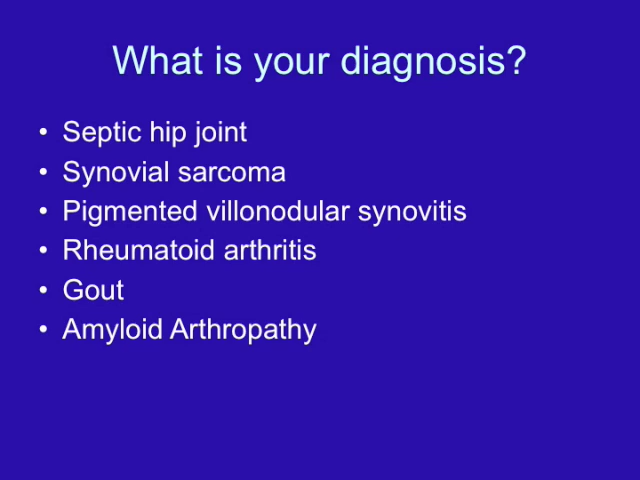 What is your diagnosis?
• Septic hip joint
• Synovial sarcoma
• Pigmented villonodular synovitis
• Rheumatoid arthritis
• Gout
• Amyloid Arthropathy